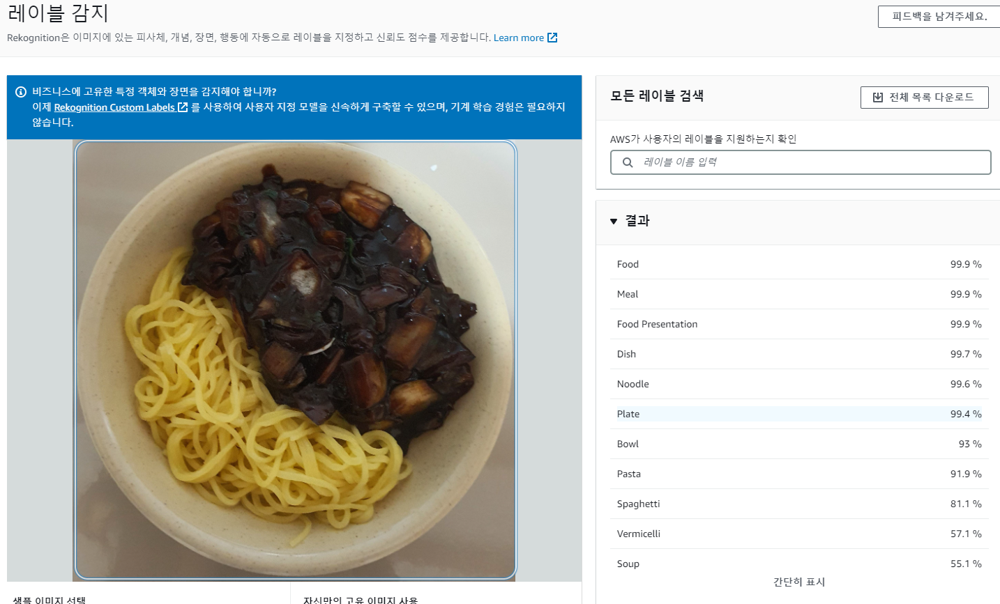 레이블 감지
피드백을 남겨주세요.
Rekognition은 이미지에 있는 피사체, 개념, 장면, 행동에 자동으로 레이블을 지정하고 신뢰도 점수를 제공합니다. Learn more
비즈니스에 고유한 특정 객체와 장면을 감지해야 합니까?
이제 Rekognition Custom Labels 를 사용하여 사용자 지정 모델을 신속하게 구축할 수 있으며, 기계 학습 경험은 필요하지
않습니다.
모든 레이블 검색
전체 목록 다운로드
AWS가 사용자의 레이블을 지원하는지 확인
레이블 이름 입력
결과
Food 99.9 %
Meal 99.9 %
Food Presentation 99.9 %
Dish 99.7 %
Noodle 99.6 %
Plate 99.4 %
Bowl 93 %
Pasta 91.9 %
Spaghetti 81.1 %
Vermicelli 57.1 %
Soup 55.1 %
간단히 표시
샘플 이미지 선택
자신만의 고유 이미지 사용